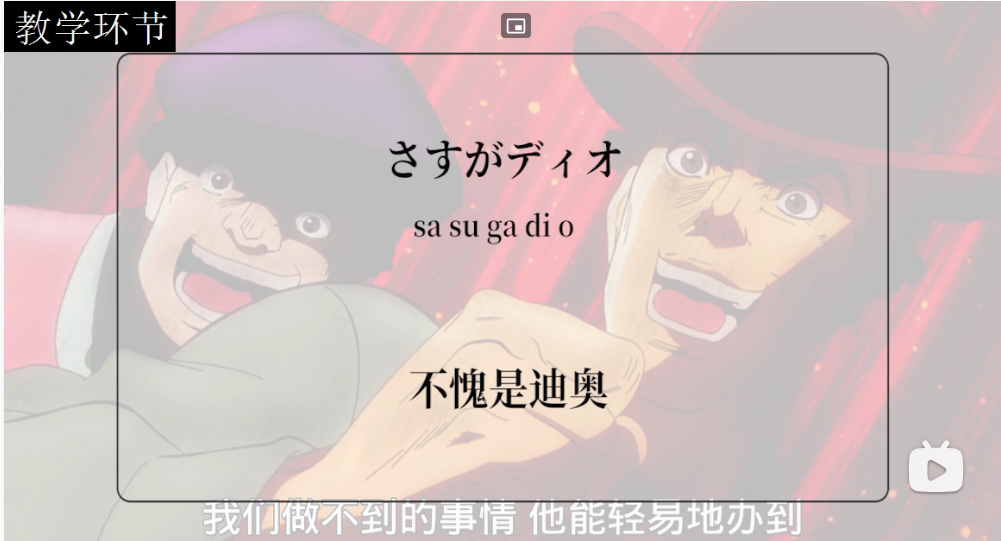 教学环节
さすがディオ
sa su ga di o
不愧是迪奥
我们做不到的事情 他能轻易地办到